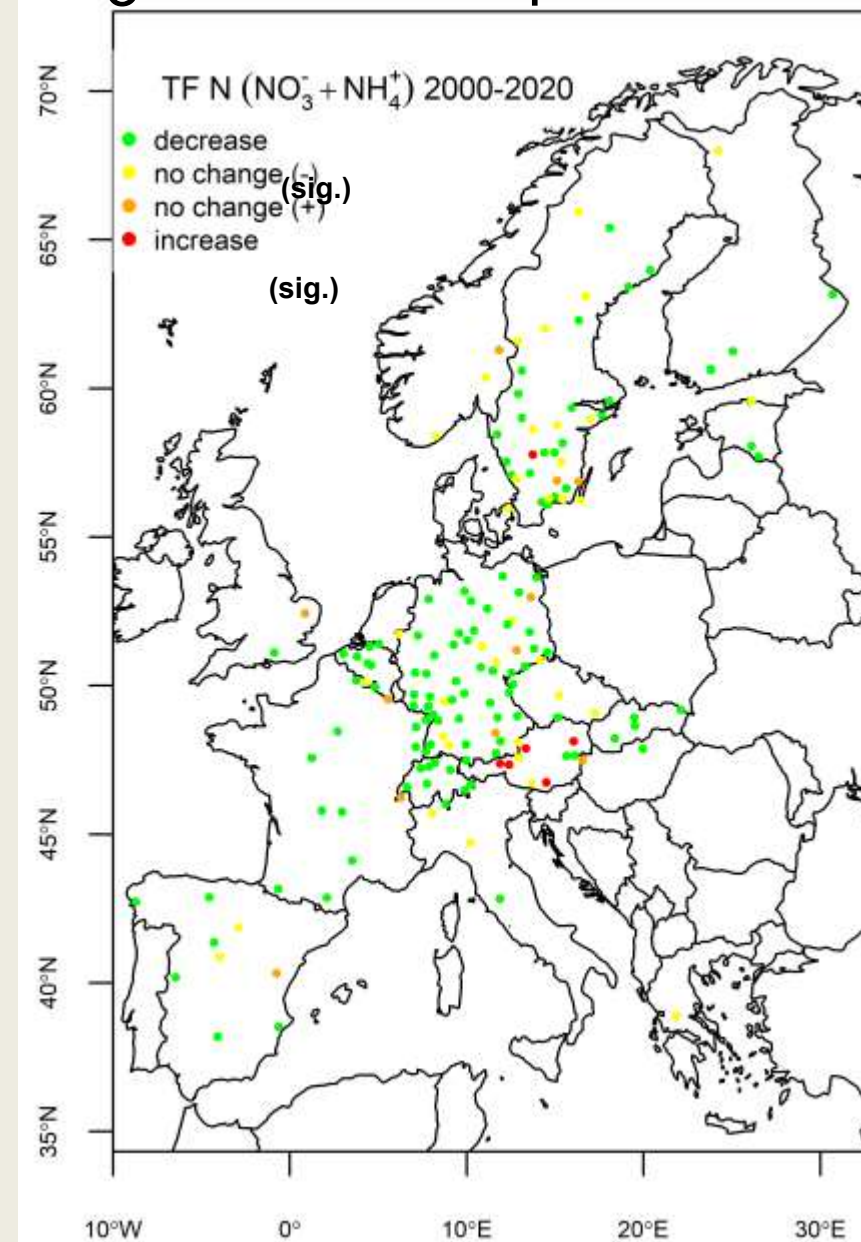 TF N (NO₃⁻ + NH₄⁺) 2000-2020
decrease
no change (-)
(sig.)
no change (+)
increase
(sig.)
70°N
65°N
60°N
55°N
50°N
45°N
40°N
35°N
10°W 0° 10°E 20°E 30°E